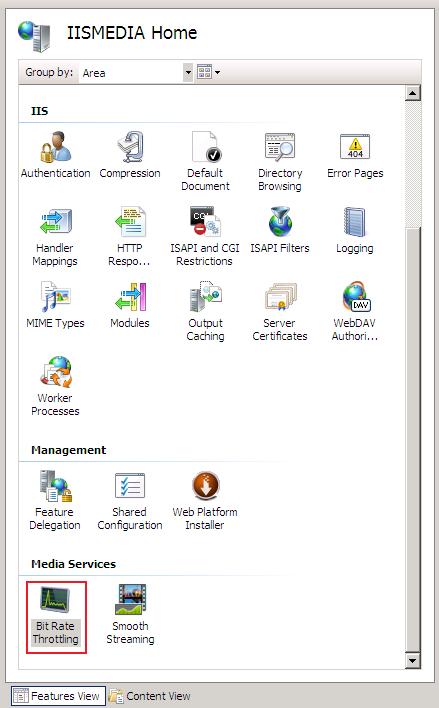 IISMEDIA Home
Group by: Area
IIS
Authentication
Compression
Default
Document
Directory
Browsing
404
Error Pages
Handler
Mappings
HTTP
Respo...
CGI
ISAPI and CGI
Restrictions
ISAPI Filters
Logging
MIME Types
Modules
Output
Caching
Server
Certificates
DAV
WebDAV
Authori...
Worker
Processes
Management
Feature
Delegation
Shared
Configuration
Web Platform
Installer
Media Services
Bit Rate
Throttling
Smooth
Streaming
Features View
Content View